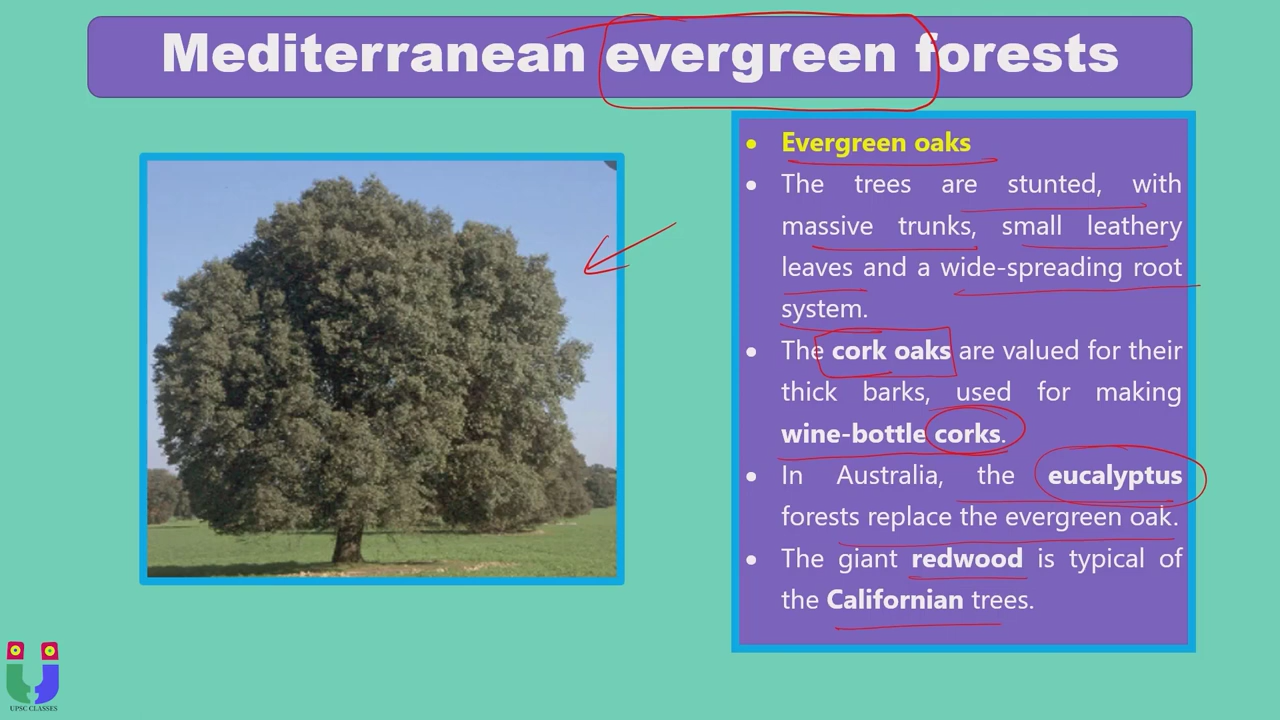 Mediterranean evergreen forests
• Evergreen oaks
• The trees are stunted, with
massive trunks, small leathery
leaves and a wide-spreading root
system.
• The cork oaks are valued for their
thick barks, used for making
wine-bottle corks.
• In Australia, the eucalyptus
forests replace the evergreen oak.
• The giant redwood is typical of
the Californian trees.
UPSC CLASSES